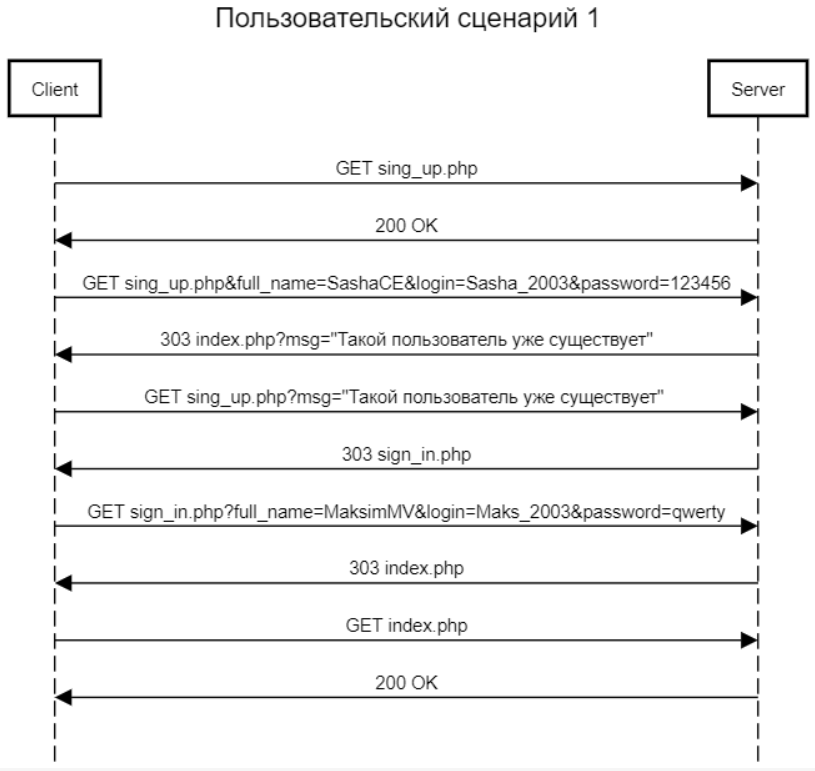 Пользовательский сценарий 1
Client
Server
GET sing_up.php
200 OK
GET sing_up.php&full_name=SashaCE&login=Sasha_2003&password=123456
303 index.php?msg="Такой пользователь уже существует"
GET sing_up.php?msg="Такой пользователь уже существует"
303 sign_in.php
GET sign_in.php?full_name=MaksimMV&login=Maks_2003&password=qwerty
303 index.php
GET index.php
200 OK